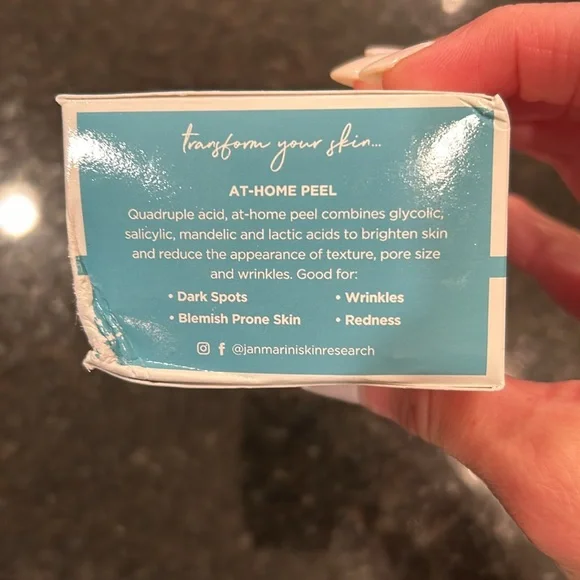 transform your skin...
AT-HOME PEEL
Quadruple acid, at-home peel combines glycolic,
salicylic, mandelic and lactic acids to brighten skin
and reduce the appearance of texture, pore size
and wrinkles. Good for:
• Dark Spots • Wrinkles
• Blemish Prone Skin • Redness
@janmariniskinresearch